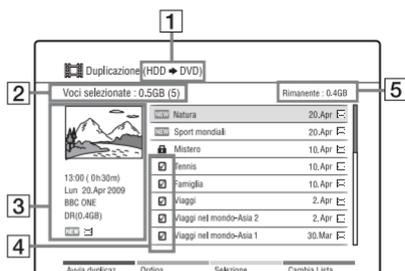 1
Duplicazione (HDD ➔ DVD)
2
Voci selezionate : 0.5GB (5)
Rimanente : 0.4GB
5
NEW Natura 20.Apr
NEW Sport mondiali 20.Apr
Mistero 10.Apr
Tennis 10.Apr
Famiglia 10.Apr
Viaggi 2.Apr
Viaggi nel mondo-Asia 2 2.Apr
Viaggi nel mondo-Asia 1 30.Mar
13:00 ( 0h30m)
Lun 20.Apr 2009
BBC ONE
DR(0.4GB)
NEW
3
4
Avvia duplicaz. Option Selezione Cambia Lista